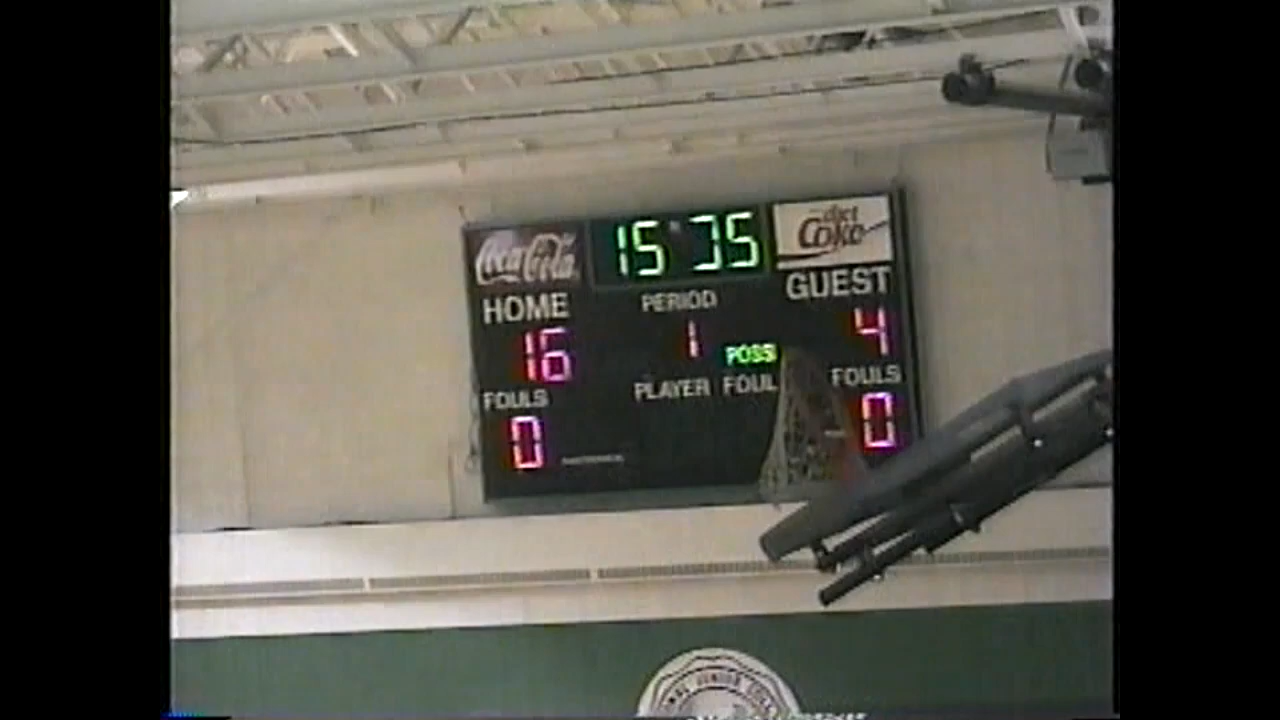 Coca-Cola
15:35
diet Coke
HOME
PERIOD
GUEST
16
1
POSS
4
FOULS
PLAYER FOUL
FOULS
0
0
JUNIOR